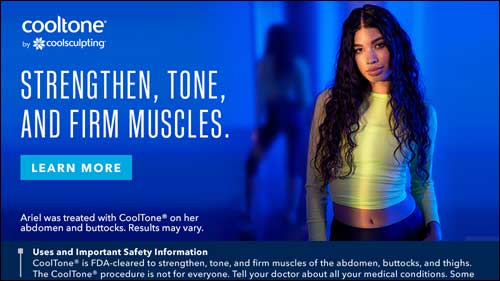 cooltone®
by coolsculpting®
STRENGTHEN, TONE,
AND FIRM MUSCLES.
LEARN MORE
Ariel was treated with CoolTone® on her
abdomen and buttocks. Results may vary.
Uses and Important Safety Information
CoolTone® is FDA-cleared to strengthen, tone, and firm muscles of the abdomen, buttocks, and thighs.
The CoolTone® procedure is not for everyone. Tell your doctor about all your medical conditions. Some